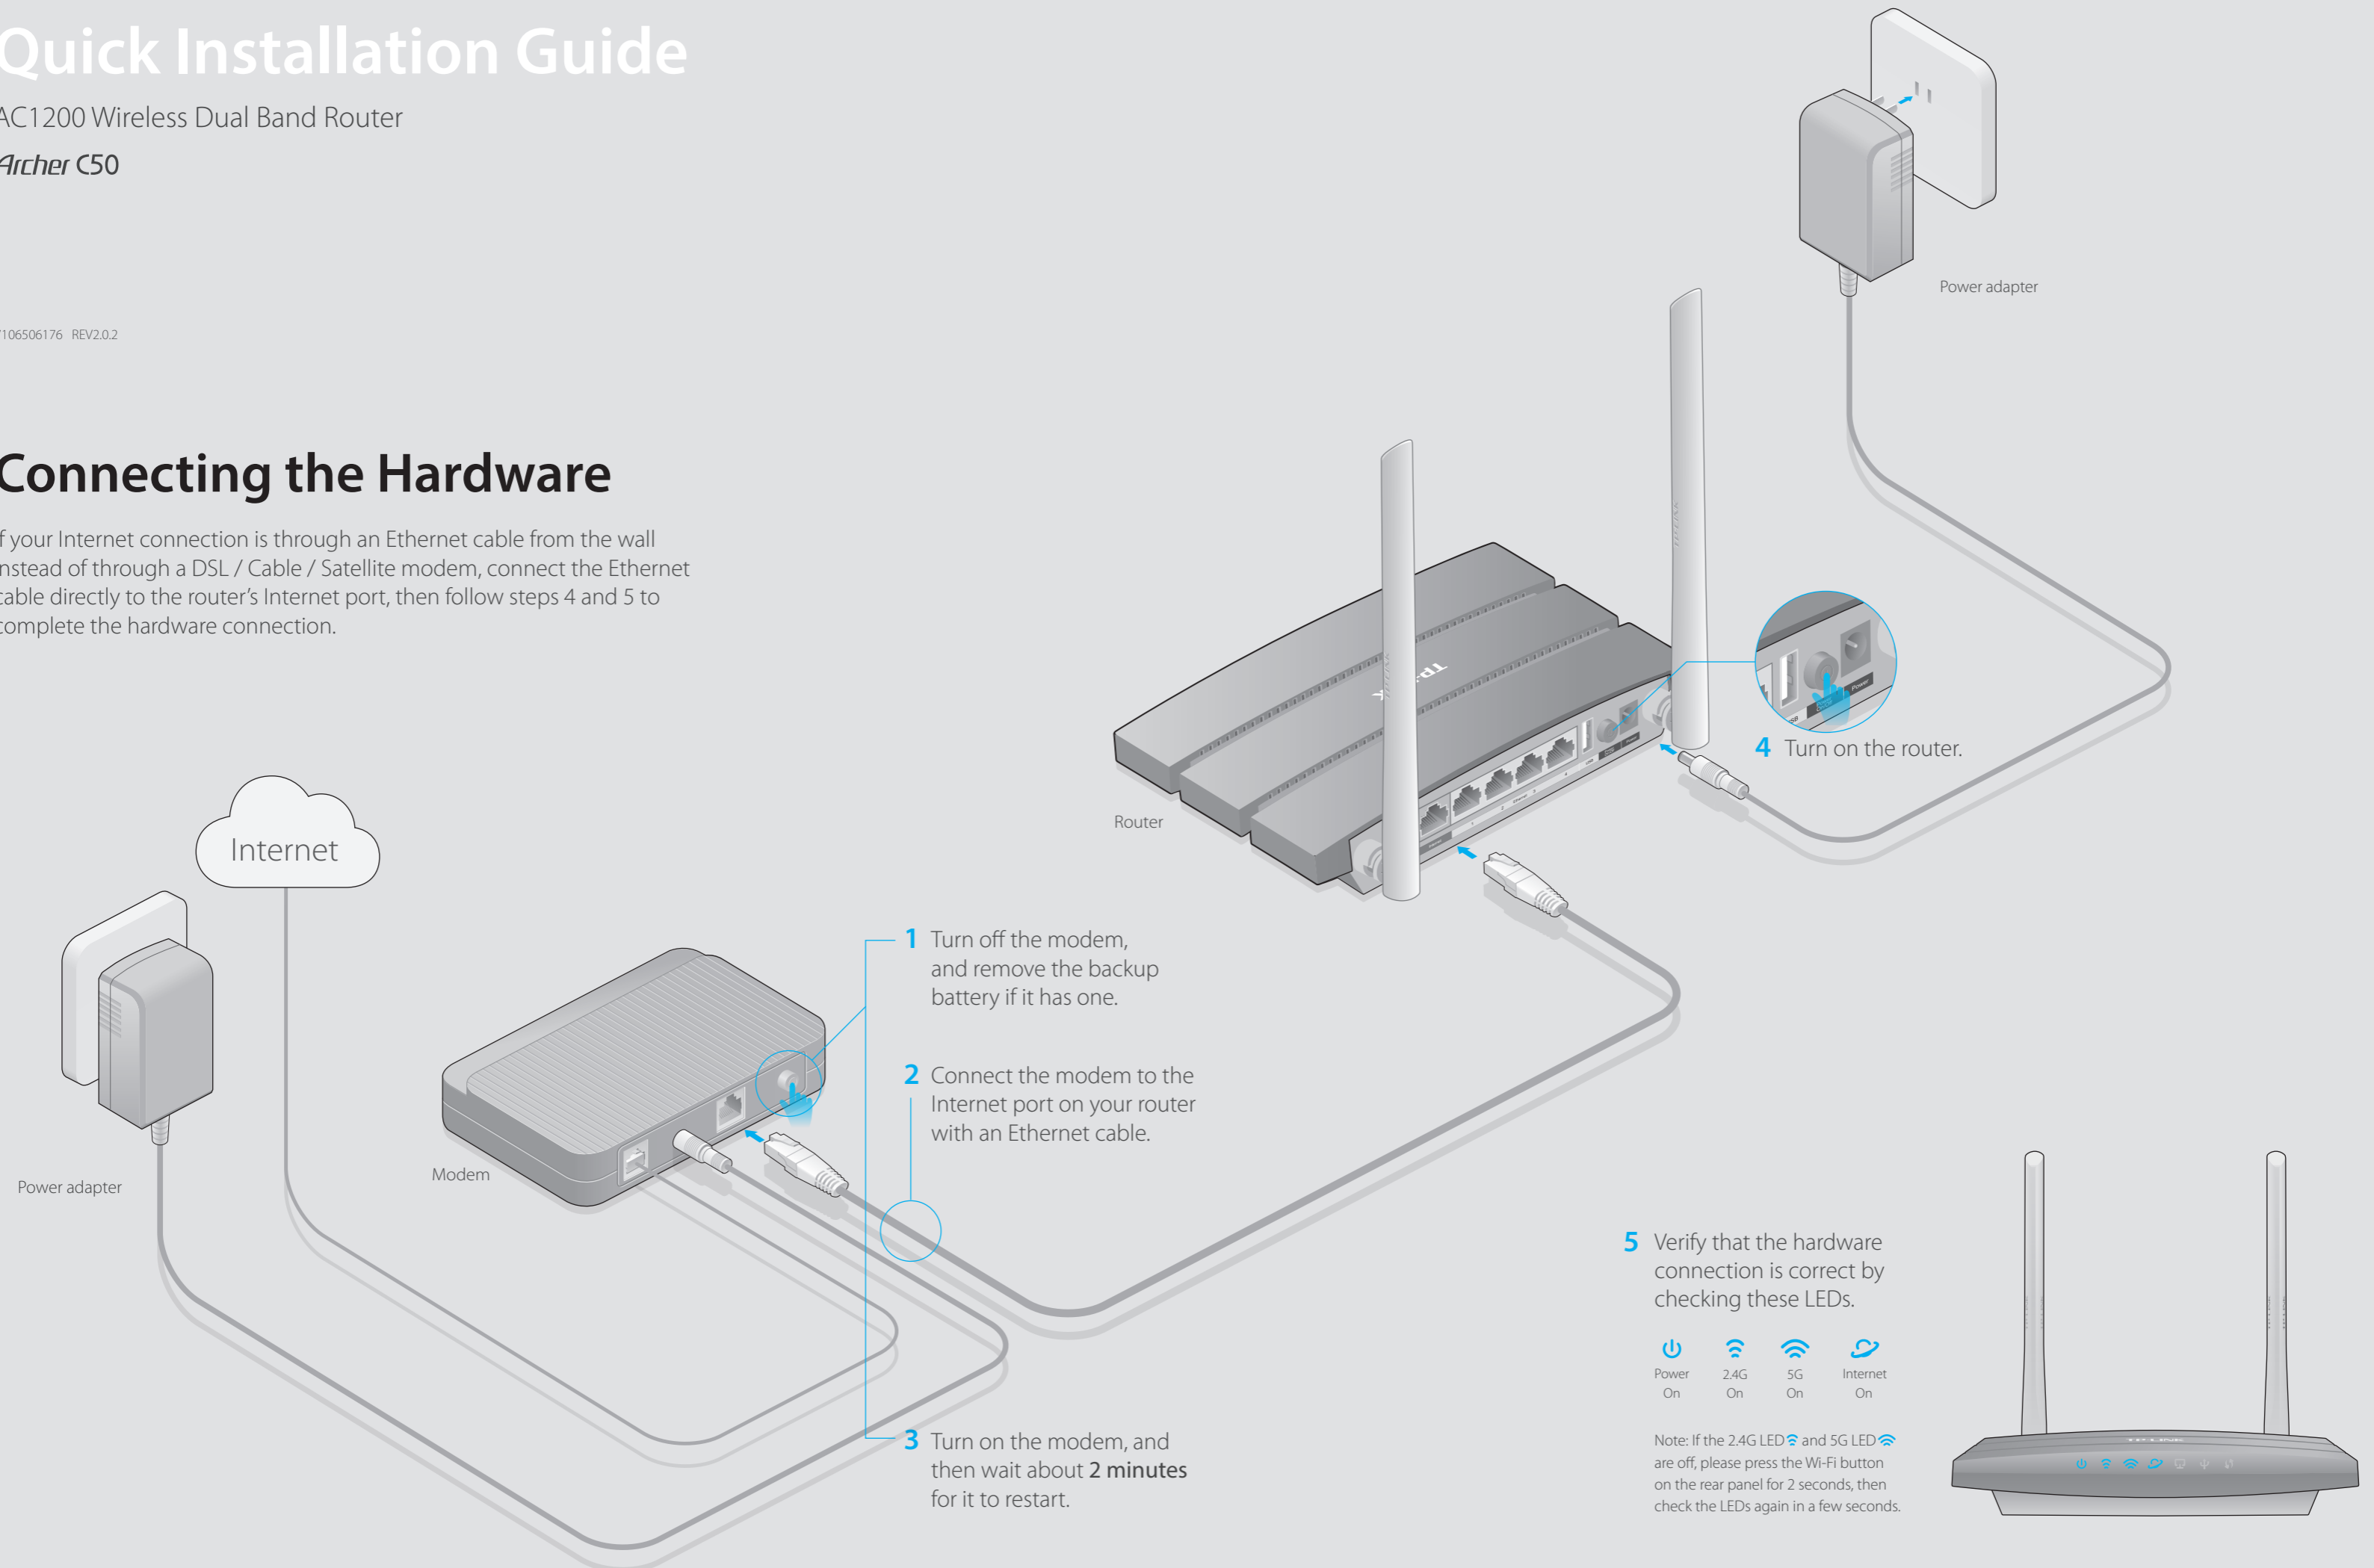 Quick Installation Guide
AC1200 Wireless Dual Band Router
Archer C50
7106506176 REV2.0.2
Connecting the Hardware
If your Internet connection is through an Ethernet cable from the wall
instead of through a DSL / Cable / Satellite modem, connect the Ethernet
cable directly to the router's Internet port, then follow steps 4 and 5 to
complete the hardware connection.
Power adapter
TP-LINK
Power
4 Turn on the router.
Router
Internet
1 Turn off the modem,
and remove the backup
battery if it has one.
2 Connect the modem to the
Internet port on your router
with an Ethernet cable.
Modem
Power adapter
3 Turn on the modem, and
then wait about 2 minutes
for it to restart.
5 Verify that the hardware
connection is correct by
checking these LEDs.
Power 2.4G 5G Internet
On On On On
Note: If the 2.4G LED and 5G LED
are off, please press the Wi-Fi button
on the rear panel for 2 seconds, then
check the LEDs again in a few seconds.
TP-LINK